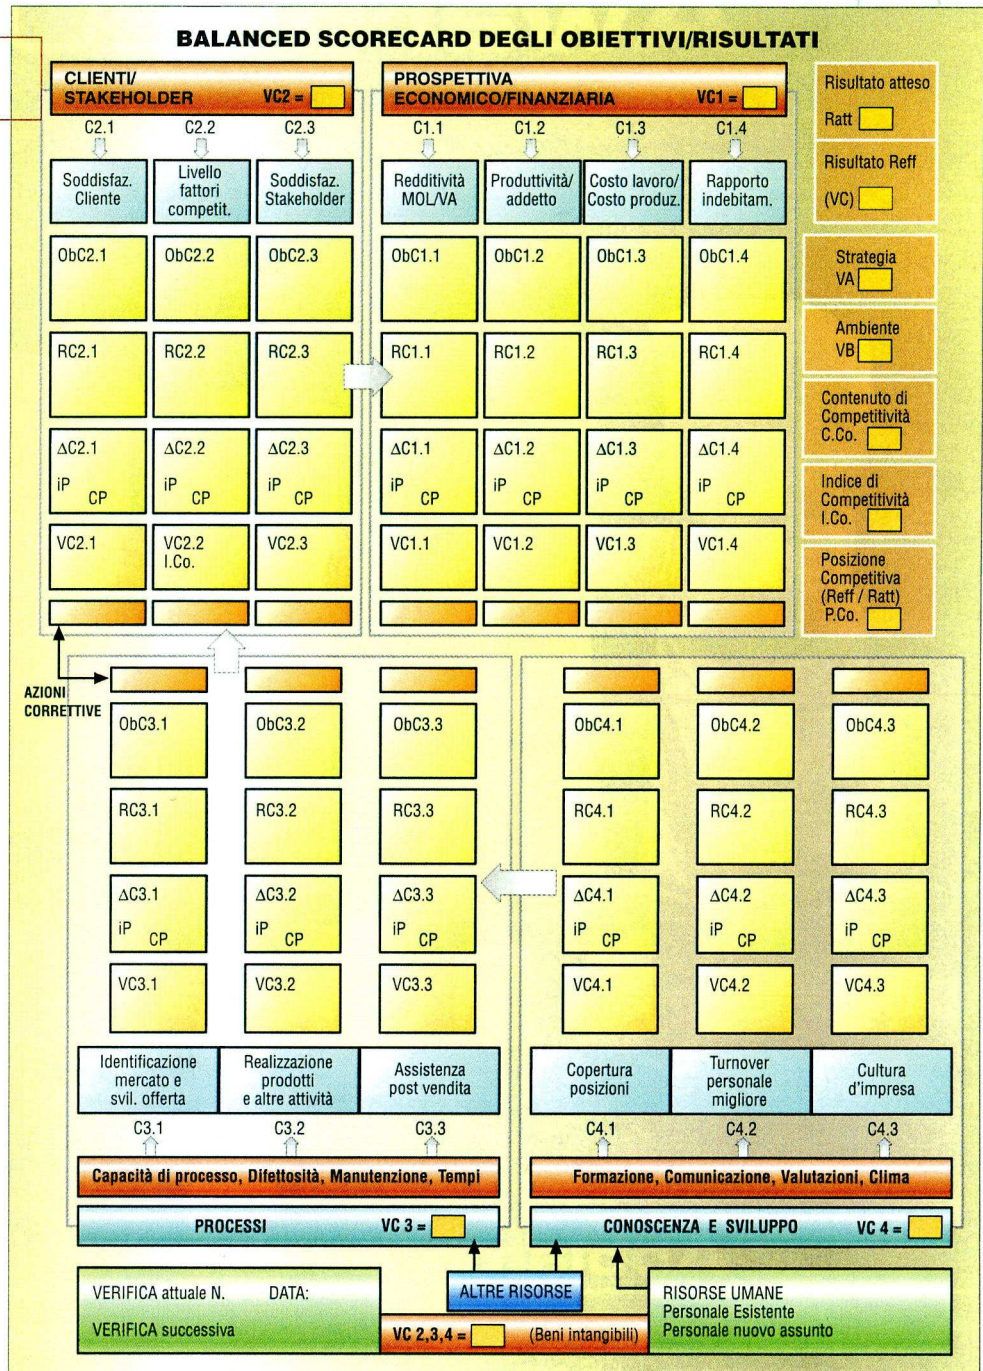 BALANCED SCORECARD DEGLI OBIETTIVI/RISULTATI
CLIENTI/
STAKEHOLDER VC2 =
C2.1 C2.2 C2.3
Soddisfaz.
Cliente
Livello
fattori
competit.
Soddisfaz.
Stakeholder
ObC2.1 ObC2.2 ObC2.3
RC2.1 RC2.2 RC2.3
ΔC2.1 ΔC2.2 ΔC2.3
iP CP iP CP iP CP
VC2.1 VC2.2 VC2.3
I.Co.
PROSPETTIVA
ECONOMICO/FINANZIARIA VC1 =
C1.1 C1.2 C1.3 C1.4
Redditività
MOL/VA
Produttività/
addetto
Costo lavoro/
Costo produz.
Rapporto
indebitam.
ObC1.1 ObC1.2 ObC1.3 ObC1.4
RC1.1 RC1.2 RC1.3 RC1.4
ΔC1.1 ΔC1.2 ΔC1.3 ΔC1.4
iP CP iP CP iP CP iP CP
VC1.1 VC1.2 VC1.3 VC1.4
Risultato atteso
Ratt
Risultato Reff
(VC)
Strategia
VA
Ambiente
VB
Contenuto di
Competitività
C.Co.
Indice di
Competitività
I.Co.
Posizione
Competitiva
(Reff / Ratt)
P.Co.
AZIONI
CORRETTIVE
ObC3.1 ObC3.2 ObC3.3
RC3.1 RC3.2 RC3.3
ΔC3.1 ΔC3.2 ΔC3.3
iP CP iP CP iP CP
VC3.1 VC3.2 VC3.3
Identificazione
mercato e
svil. offerta
Realizzazione
prodotti
e altre attività
Assistenza
post vendita
C3.1 C3.2 C3.3
Capacità di processo, Difettosità, Manutenzione, Tempi
PROCESSI VC 3 =
ObC4.1 ObC4.2 ObC4.3
RC4.1 RC4.2 RC4.3
ΔC4.1 ΔC4.2 ΔC4.3
iP CP iP CP iP CP
VC4.1 VC4.2 VC4.3
Copertura
posizioni
Turnover
personale
migliore
Cultura
d'impresa
C4.1 C4.2 C4.3
Formazione, Comunicazione, Valutazioni, Clima
CONOSCENZA E SVILUPPO VC 4 =
VERIFICA attuale N. DATA:
VERIFICA successiva
ALTRE RISORSE
VC 2,3,4 = (Beni intangibili)
RISORSE UMANE
Personale Esistente
Personale nuovo assunto